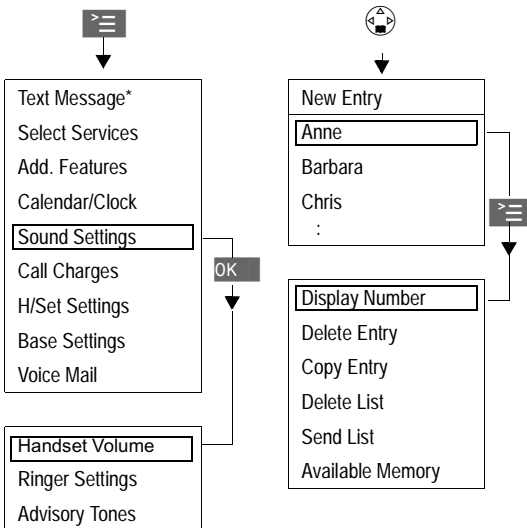 Text Message*
Select Services
Add. Features
Calendar/Clock
Sound Settings
Call Charges
H/Set Settings
Base Settings
Voice Mail
OK
Handset Volume
Ringer Settings
Advisory Tones
New Entry
Anne
Barbara
Chris
:
Display Number
Delete Entry
Copy Entry
Delete List
Send List
Available Memory